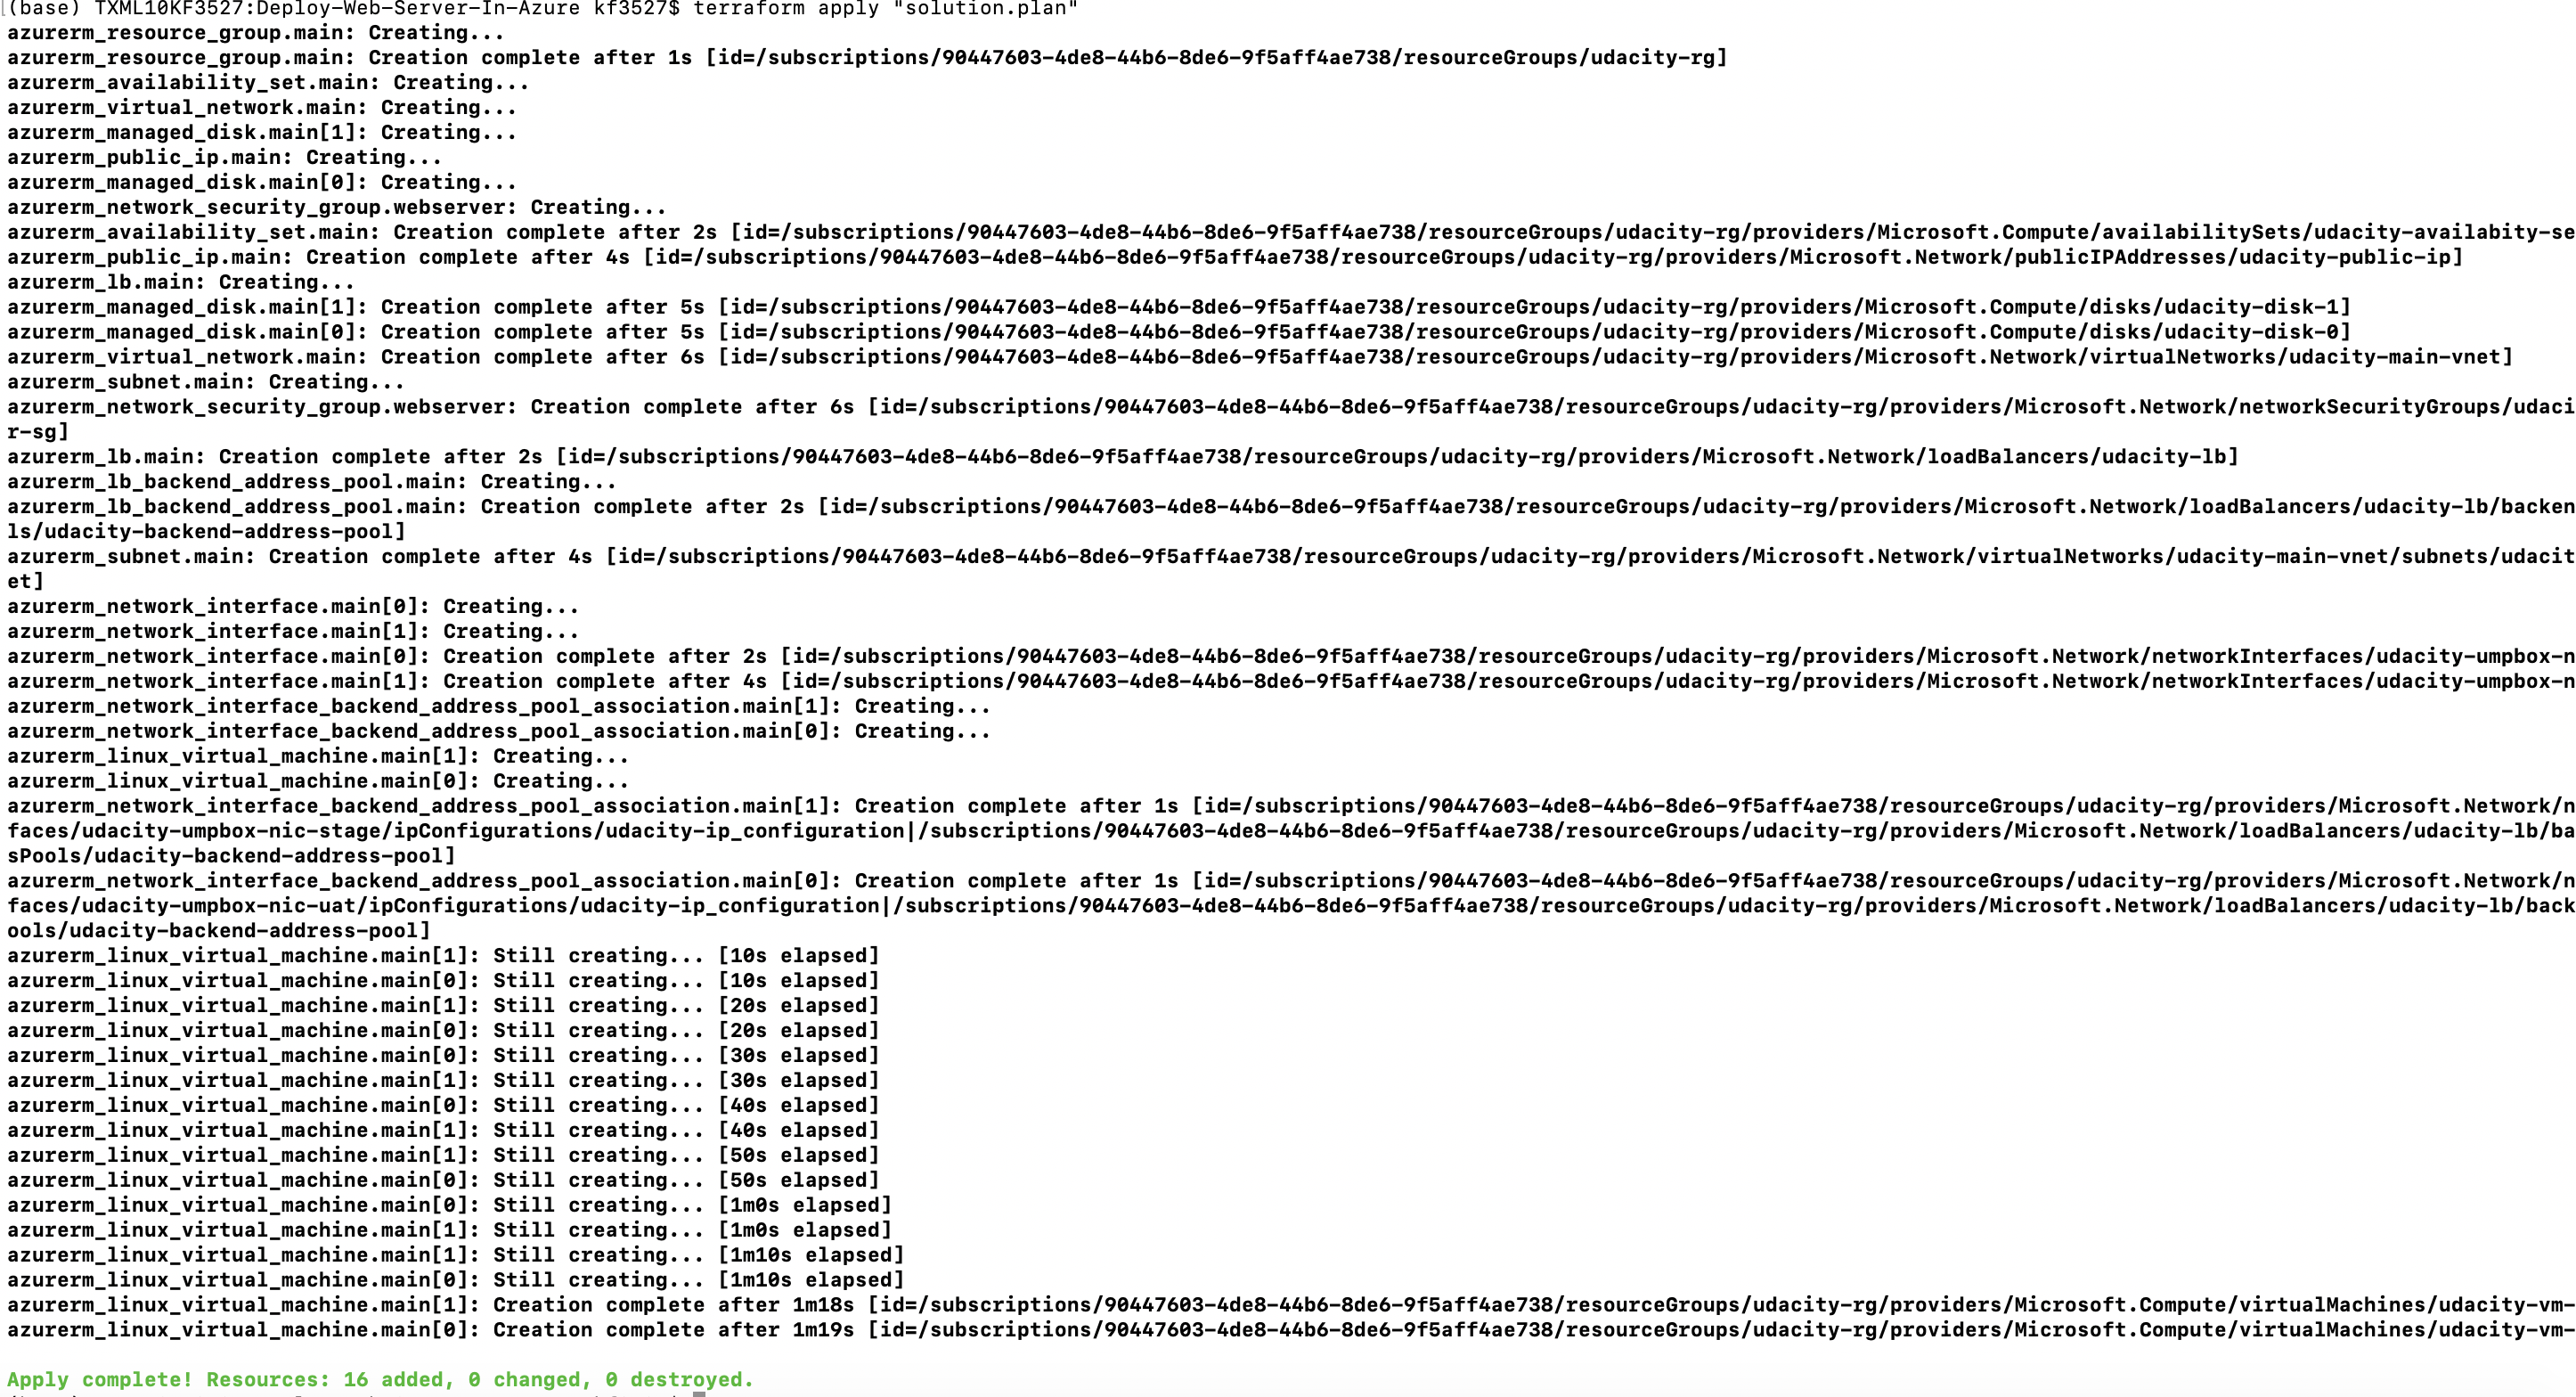 (base) TXML10KF3527:Deploy-Web-Server-In-Azure kf3527$ terraform apply "solution.plan"
azurerm_resource_group.main: Creating...
azurerm_resource_group.main: Creation complete after 1s [id=/subscriptions/90447603-4de8-44b6-8de6-9f5aff4ae738/resourceGroups/udacity-rg]
azurerm_availability_set.main: Creating...
azurerm_virtual_network.main: Creating...
azurerm_managed_disk.main[1]: Creating...
azurerm_public_ip.main: Creating...
azurerm_managed_disk.main[0]: Creating...
azurerm_network_security_group.webserver: Creating...
azurerm_availability_set.main: Creation complete after 2s [id=/subscriptions/90447603-4de8-44b6-8de6-9f5aff4ae738/resourceGroups/udacity-rg/providers/Microsoft.Compute/availabilitySets/udacity-availabity-se
azurerm_public_ip.main: Creation complete after 4s [id=/subscriptions/90447603-4de8-44b6-8de6-9f5aff4ae738/resourceGroups/udacity-rg/providers/Microsoft.Network/publicIPAddresses/udacity-public-ip]
azurerm_lb.main: Creating...
azurerm_managed_disk.main[1]: Creation complete after 5s [id=/subscriptions/90447603-4de8-44b6-8de6-9f5aff4ae738/resourceGroups/udacity-rg/providers/Microsoft.Compute/disks/udacity-disk-1]
azurerm_managed_disk.main[0]: Creation complete after 5s [id=/subscriptions/90447603-4de8-44b6-8de6-9f5aff4ae738/resourceGroups/udacity-rg/providers/Microsoft.Compute/disks/udacity-disk-0]
azurerm_virtual_network.main: Creation complete after 6s [id=/subscriptions/90447603-4de8-44b6-8de6-9f5aff4ae738/resourceGroups/udacity-rg/providers/Microsoft.Network/virtualNetworks/udacity-main-vnet]
azurerm_subnet.main: Creating...
azurerm_network_security_group.webserver: Creation complete after 6s [id=/subscriptions/90447603-4de8-44b6-8de6-9f5aff4ae738/resourceGroups/udacity-rg/providers/Microsoft.Network/networkSecurityGroups/udaci
r-sg]
azurerm_lb.main: Creation complete after 2s [id=/subscriptions/90447603-4de8-44b6-8de6-9f5aff4ae738/resourceGroups/udacity-rg/providers/Microsoft.Network/loadBalancers/udacity-lb]
azurerm_lb_backend_address_pool.main: Creating...
azurerm_lb_backend_address_pool.main: Creation complete after 2s [id=/subscriptions/90447603-4de8-44b6-8de6-9f5aff4ae738/resourceGroups/udacity-rg/providers/Microsoft.Network/loadBalancers/udacity-lb/backen
ls/udacity-backend-address-pool]
azurerm_subnet.main: Creation complete after 4s [id=/subscriptions/90447603-4de8-44b6-8de6-9f5aff4ae738/resourceGroups/udacity-rg/providers/Microsoft.Network/virtualNetworks/udacity-main-vnet/subnets/udacit
et]
azurerm_network_interface.main[0]: Creating...
azurerm_network_interface.main[1]: Creating...
azurerm_network_interface.main[0]: Creation complete after 2s [id=/subscriptions/90447603-4de8-44b6-8de6-9f5aff4ae738/resourceGroups/udacity-rg/providers/Microsoft.Network/networkInterfaces/udacity-umpbox-n
azurerm_network_interface.main[1]: Creation complete after 4s [id=/subscriptions/90447603-4de8-44b6-8de6-9f5aff4ae738/resourceGroups/udacity-rg/providers/Microsoft.Network/networkInterfaces/udacity-umpbox-n
azurerm_network_interface_backend_address_pool_association.main[1]: Creating...
azurerm_network_interface_backend_address_pool_association.main[0]: Creating...
azurerm_linux_virtual_machine.main[1]: Creating...
azurerm_linux_virtual_machine.main[0]: Creating...
azurerm_network_interface_backend_address_pool_association.main[1]: Creation complete after 1s [id=/subscriptions/90447603-4de8-44b6-8de6-9f5aff4ae738/resourceGroups/udacity-rg/providers/Microsoft.Network/n
faces/udacity-umpbox-nic-stage/ipConfigurations/udacity-ip_configuration|/subscriptions/90447603-4de8-44b6-8de6-9f5aff4ae738/resourceGroups/udacity-rg/providers/Microsoft.Network/loadBalancers/udacity-lb/ba
sPools/udacity-backend-address-pool]
azurerm_network_interface_backend_address_pool_association.main[0]: Creation complete after 1s [id=/subscriptions/90447603-4de8-44b6-8de6-9f5aff4ae738/resourceGroups/udacity-rg/providers/Microsoft.Network/n
faces/udacity-umpbox-nic-uat/ipConfigurations/udacity-ip_configuration|/subscriptions/90447603-4de8-44b6-8de6-9f5aff4ae738/resourceGroups/udacity-rg/providers/Microsoft.Network/loadBalancers/udacity-lb/back
ools/udacity-backend-address-pool]
azurerm_linux_virtual_machine.main[1]: Still creating... [10s elapsed]
azurerm_linux_virtual_machine.main[0]: Still creating... [10s elapsed]
azurerm_linux_virtual_machine.main[1]: Still creating... [20s elapsed]
azurerm_linux_virtual_machine.main[0]: Still creating... [20s elapsed]
azurerm_linux_virtual_machine.main[0]: Still creating... [30s elapsed]
azurerm_linux_virtual_machine.main[1]: Still creating... [30s elapsed]
azurerm_linux_virtual_machine.main[0]: Still creating... [40s elapsed]
azurerm_linux_virtual_machine.main[1]: Still creating... [40s elapsed]
azurerm_linux_virtual_machine.main[1]: Still creating... [50s elapsed]
azurerm_linux_virtual_machine.main[0]: Still creating... [50s elapsed]
azurerm_linux_virtual_machine.main[0]: Still creating... [1m0s elapsed]
azurerm_linux_virtual_machine.main[1]: Still creating... [1m0s elapsed]
azurerm_linux_virtual_machine.main[1]: Still creating... [1m10s elapsed]
azurerm_linux_virtual_machine.main[0]: Still creating... [1m10s elapsed]
azurerm_linux_virtual_machine.main[1]: Creation complete after 1m18s [id=/subscriptions/90447603-4de8-44b6-8de6-9f5aff4ae738/resourceGroups/udacity-rg/providers/Microsoft.Compute/virtualMachines/udacity-vm-
azurerm_linux_virtual_machine.main[0]: Creation complete after 1m19s [id=/subscriptions/90447603-4de8-44b6-8de6-9f5aff4ae738/resourceGroups/udacity-rg/providers/Microsoft.Compute/virtualMachines/udacity-vm-
Apply complete! Resources: 16 added, 0 changed, 0 destroyed.